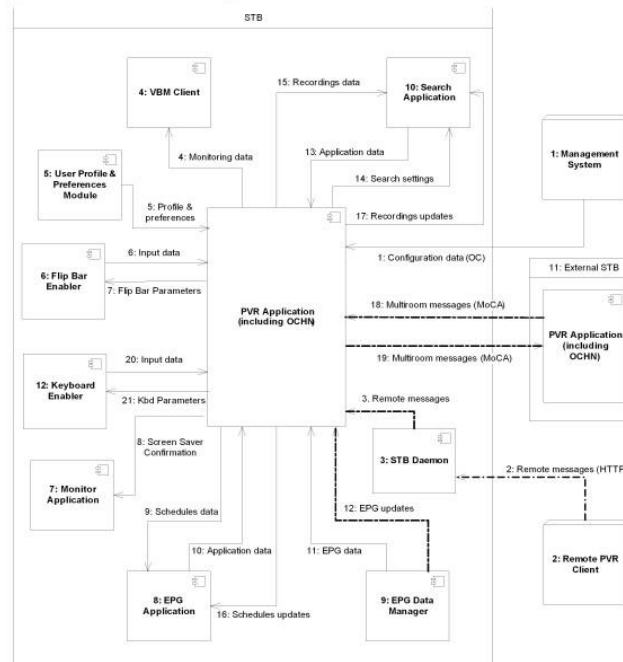 STB
4: VBM Client
15: Recordings data
10: Search
Application
4: Monitoring data
13: Application data
14: Search settings
1: Management
System
5: User Profile &
Preferences
Module
5: Profile &
preferences
17: Recordings updates
1: Configuration data (OC)
6: Input data
6: Flip Bar
Enabler
7: Flip Bar Parameters
PVR Application
(including OCHN)
11: External STB
18: Multiroom messages (MoCA)
PVR Application
(including
OCHN)
19: Multiroom messages (MoCA)
20: Input data
12: Keyboard
Enabler
21: Kbd Parameters
3. Remote messages
8: Screen Saver
Confirmation
3: STB Daemon
2: Remote messages (HTTP
7: Monitor
Application
9: Schedules data
12: EPG updates
10: Application data
11: EPG data
8: EPG
Application
16: Schedules updates
9: EPG Data
Manager
2: Remote PVR
Client